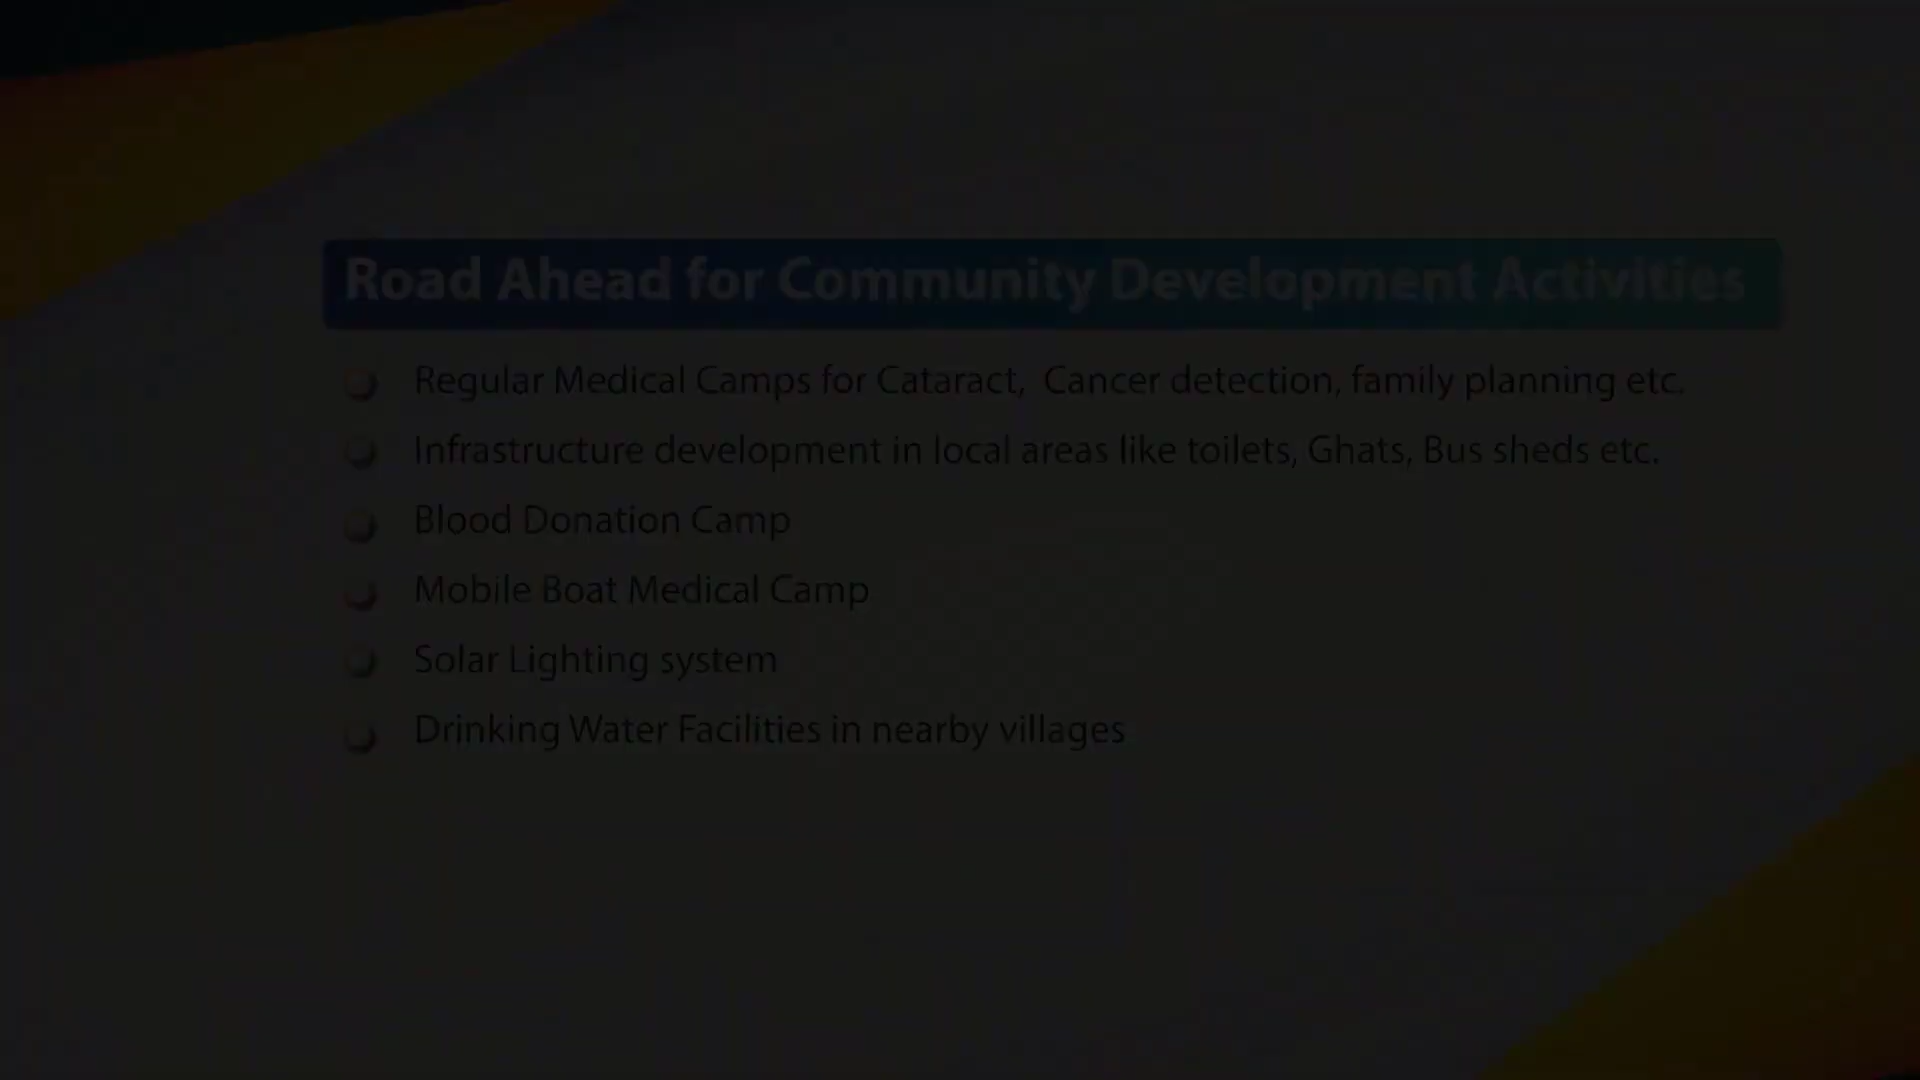 Road Ahead for Community Development Activities
Regular Medical Camps for Cataract, Cancer detection, family planning etc.
Infrastructure development in local areas like toilets, Ghats, Bus sheds etc.
Blood Donation Camp
Mobile Boat Medical Camp
Solar Lighting system
Drinking Water Facilities in nearby villages